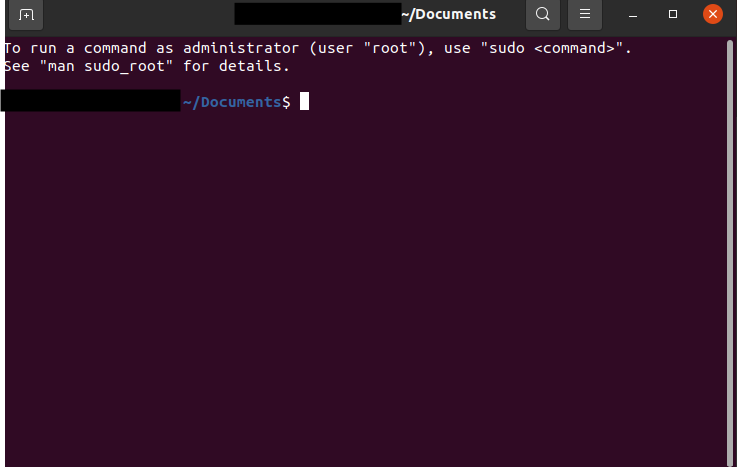 ~/Documents
To run a command as administrator (user "root"), use "sudo <command>".
See "man sudo_root" for details.
~/Documents$